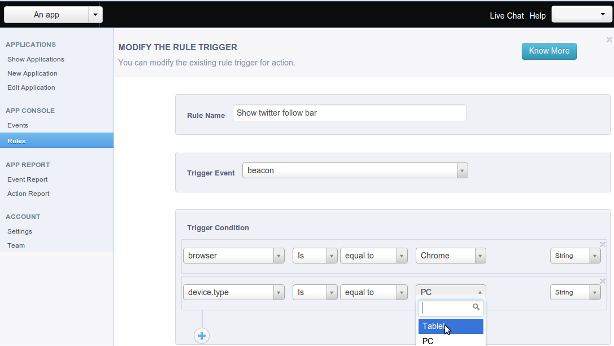 An app
Live Chat Help
APPLICATIONS
Show Applications
New Application
Edit Application
APP CONSOLE
Events
Rules
APP REPORT
Event Report
Action Report
ACCOUNT
Settings
Team
MODIFY THE RULE TRIGGER
You can modify the existing rule trigger for action.
Know More
Rule Name Show twitter follow bar
Trigger Event beacon
Trigger Condition
browser Is equal to Chrome String
device.type Is equal to PC String
Tablet
PC